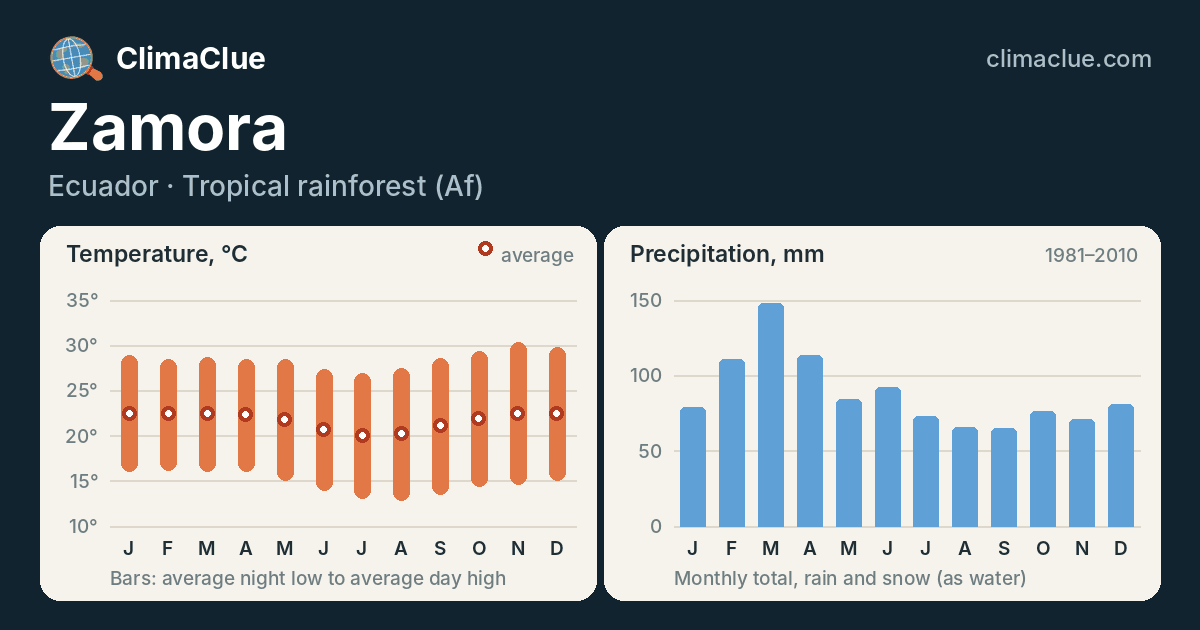 ClimaClue
climaclue.com
Zamora
Ecuador · Tropical rainforest (Af)
Temperature, °C
average
35°
30°
25°
20°
15°
10°
J F M A M J J A S O N D
Bars: average night low to average day high
Precipitation, mm
1981–2010
150
100
50
0
J F M A M J J A S O N D
Monthly total, rain and snow (as water)